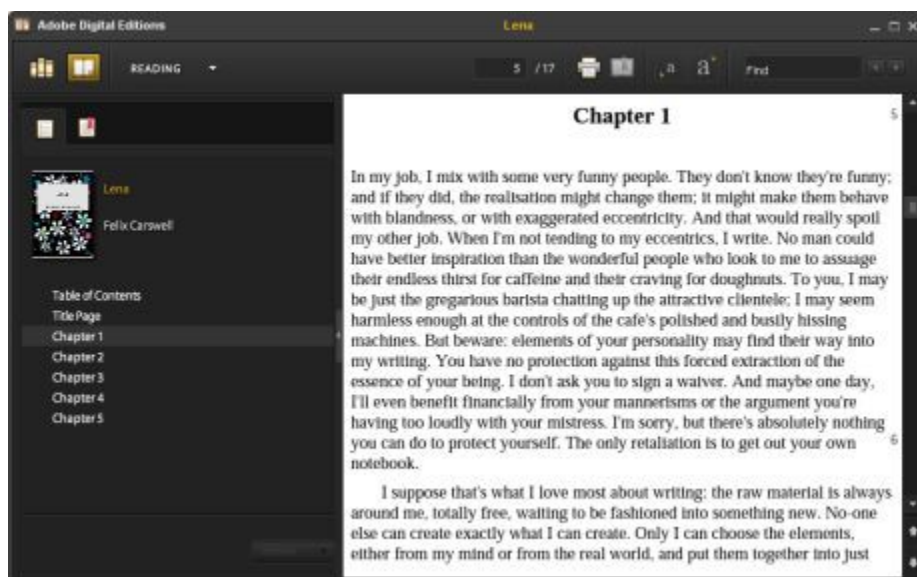 Adobe Digital Editions
Lena
READING
5 /17
a
a
Find
Lena
Felix Carswell
Table of Contents
Title Page
Chapter 1
Chapter 2
Chapter 3
Chapter 4
Chapter 5
Chapter 1
5
In my job, I mix with some very funny people. They don't know they're funny;
and if they did, the realisation might change them; it might make them behave
with blandness, or with exaggerated eccentricity. And that would really spoil
my other job. When I'm not tending to my eccentrics, I write. No man could
have better inspiration than the wonderful people who look to me to assuage
their endless thirst for caffeine and their craving for doughnuts. To you, I may
be just the gregarious barista chatting up the attractive clientele; I may seem
harmless enough at the controls of the cafe's polished and busily hissing
machines. But beware: elements of your personality may find their way into
my writing. You have no protection against this forced extraction of the
essence of your being. I don't ask you to sign a waiver. And maybe one day,
I'll even benefit financially from your mannerisms or the argument you're
having too loudly with your mistress. I'm sorry, but there's absolutely nothing
you can do to protect yourself. The only retaliation is to get out your own
6
notebook.
I suppose that's what I love most about writing: the raw material is always
around me, totally free, waiting to be fashioned into something new. No-one
else can create exactly what I can create. Only I can choose the elements,
either from my mind or from the real world, and put them together into just